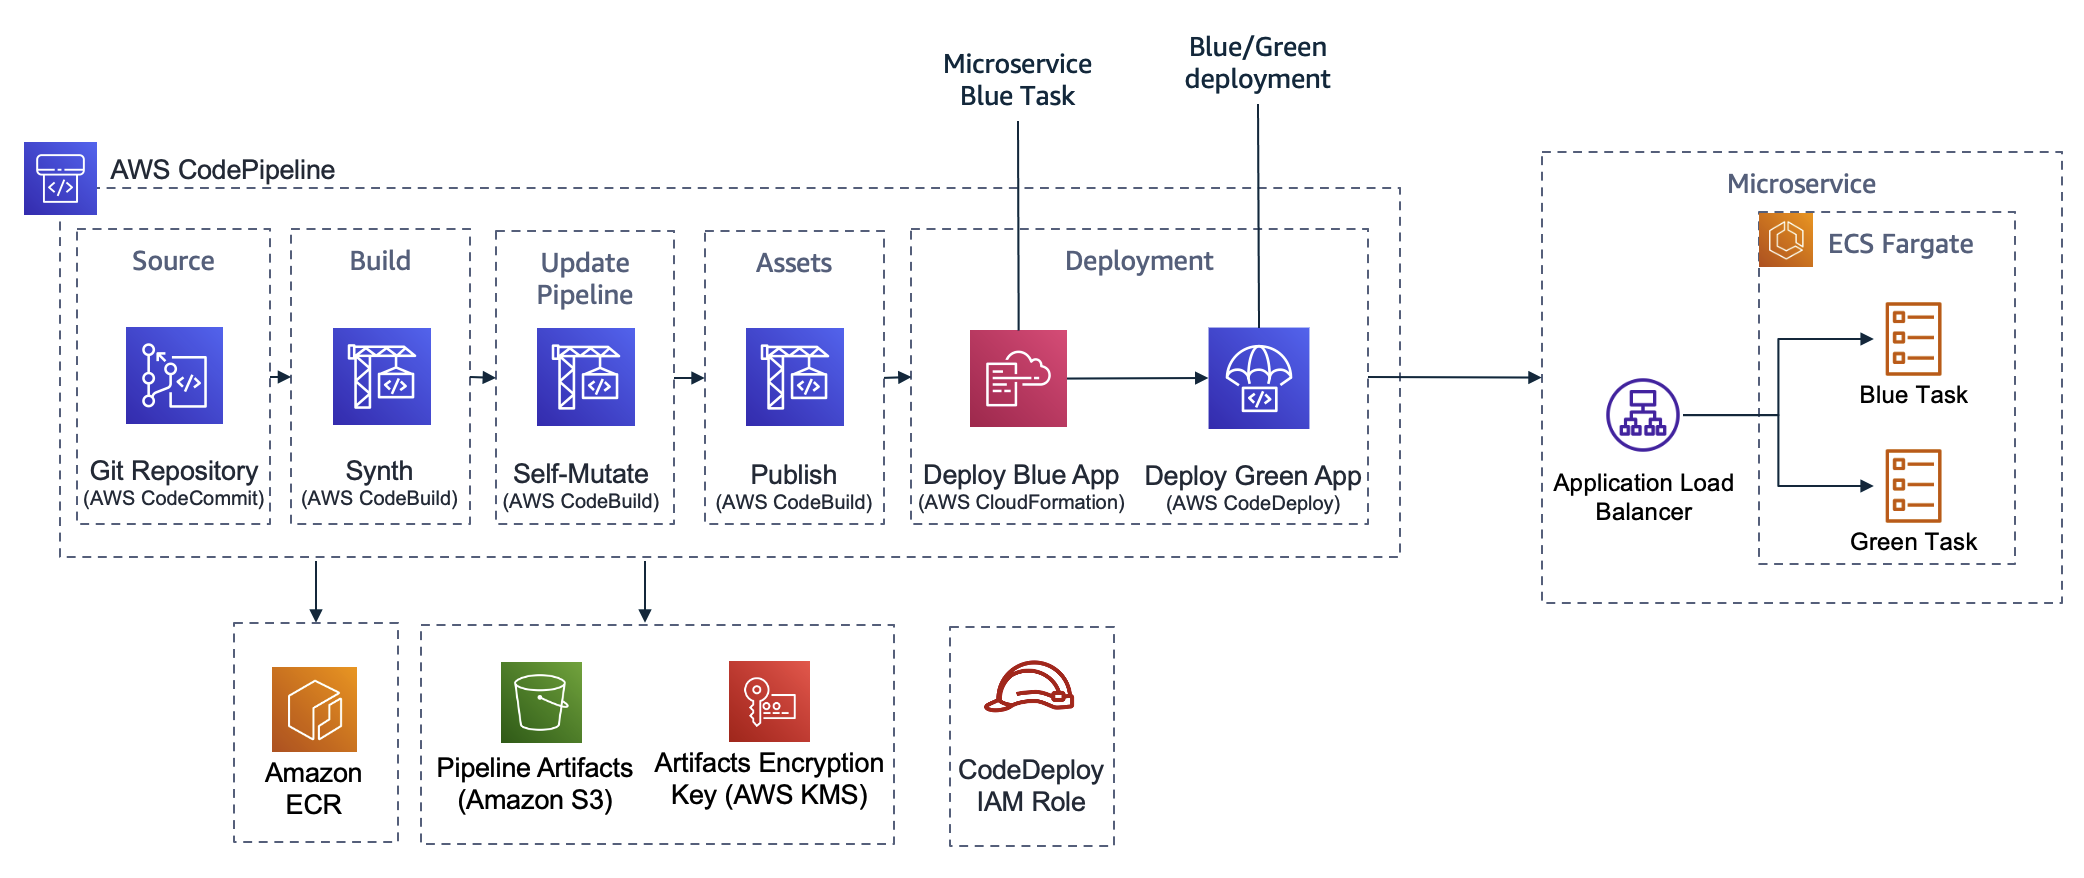 Microservice
Blue Task
Blue/Green
deployment
AWS CodePipeline
Source
Git Repository
(AWS CodeCommit)
Build
Synth
(AWS CodeBuild)
Update
Pipeline
Self-Mutate
(AWS CodeBuild)
Assets
Publish
(AWS CodeBuild)
Deployment
Deploy Blue App
(AWS CloudFormation)
Deploy Green App
(AWS CodeDeploy)
Microservice
ECS Fargate
Application Load
Balancer
Blue Task
Green Task
Amazon
ECR
Pipeline Artifacts
(Amazon S3)
Artifacts Encryption
Key (AWS KMS)
CodeDeploy
IAM Role